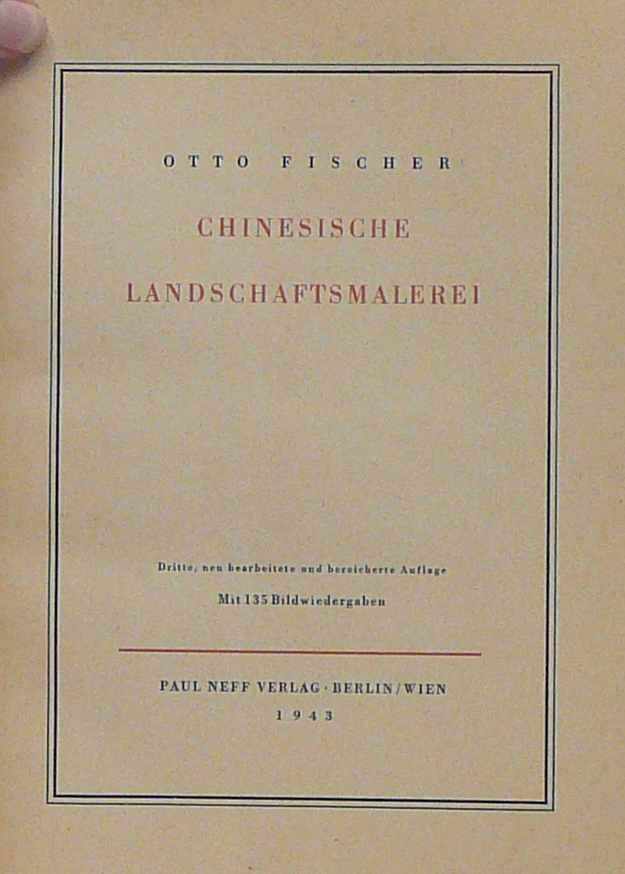 OTTO FISCHER
CHINESISCHE
LANDSCHAFTSMALEREI
Dritte, neu bearbeitete und bereicherte Auflage
Mit 135 Bildwiedergaben
PAUL NEFF VERLAG · BERLIN/WIEN
1943